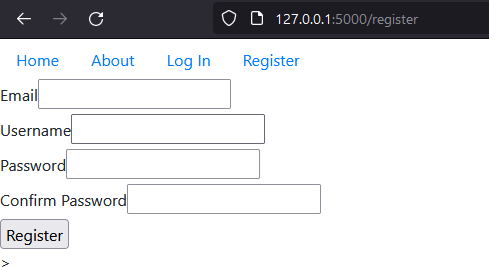 127.0.0.1:5000/register
Home About Log In Register
Email
Username
Password
Confirm Password
Register
>